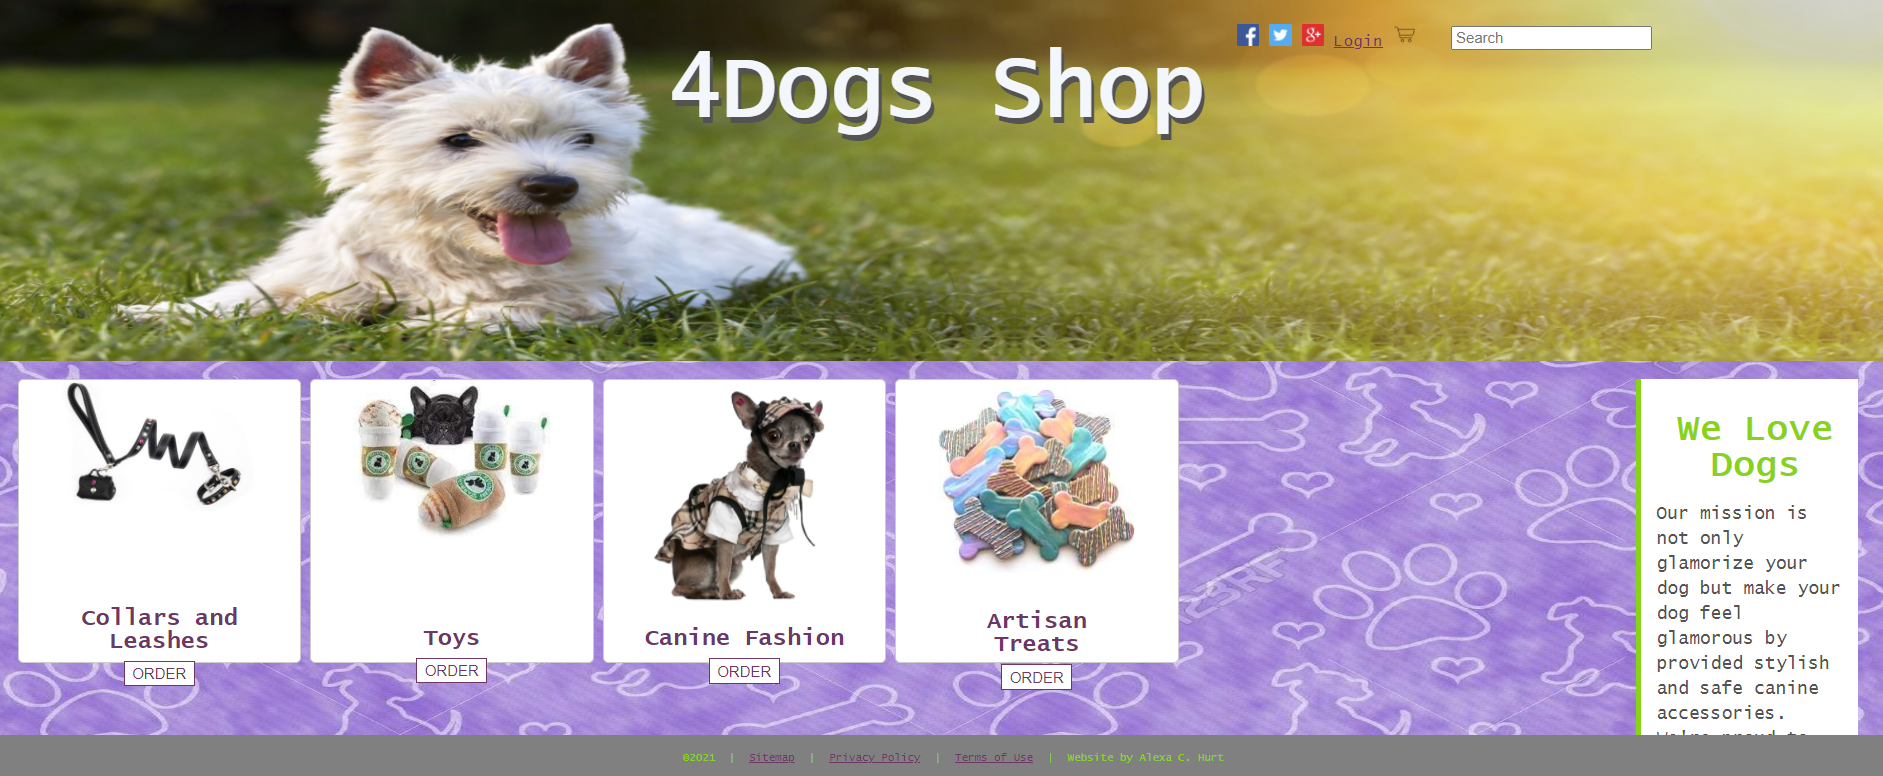 4Dogs Shop
Login
Search
Collars and
Leashes
ORDER
Toys
ORDER
Canine Fashion
ORDER
Artisan
Treats
ORDER
We Love
Dogs
Our mission is
not only
glamorize your
dog but make your
dog feel
glamorous by
provided stylish
and safe canine
accessories.
©2021 | Sitemap | Privacy Policy | Terms of Use | Website by Alexa C. Hurt